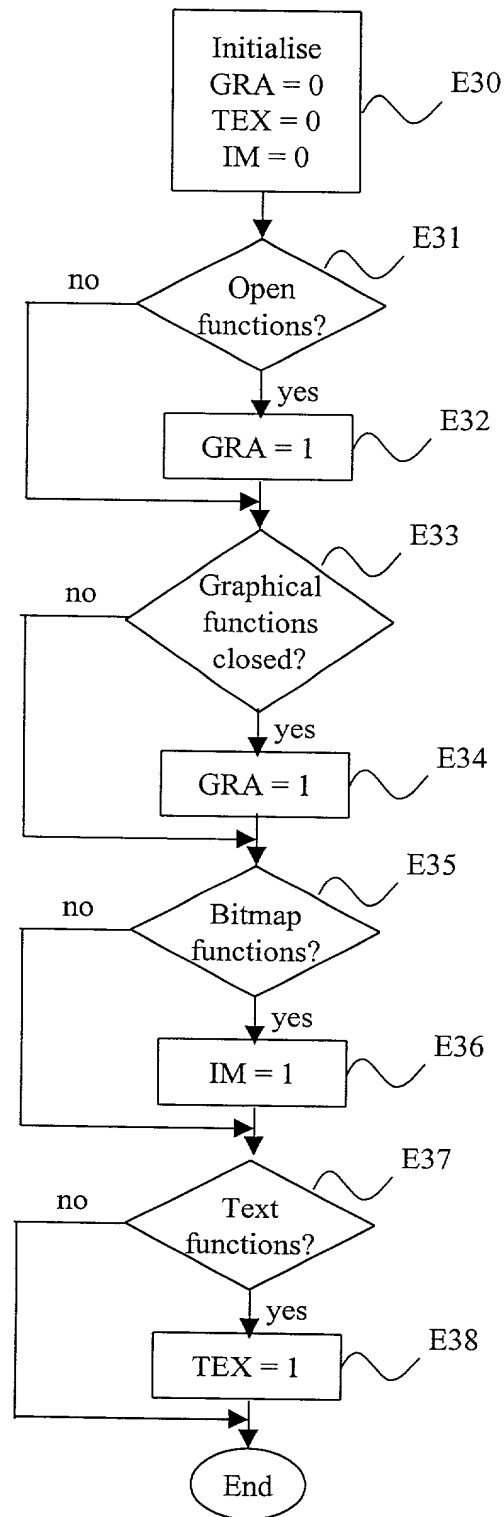 Initialise
GRA = 0
TEX = 0
IM = 0
E30
E31
no
Open
functions?
yes
E32
GRA = 1
E33
no
Graphical
functions
closed?
yes
E34
GRA = 1
E35
no
Bitmap
functions?
yes
E36
IM = 1
E37
no
Text
functions?
yes
E38
TEX = 1
End